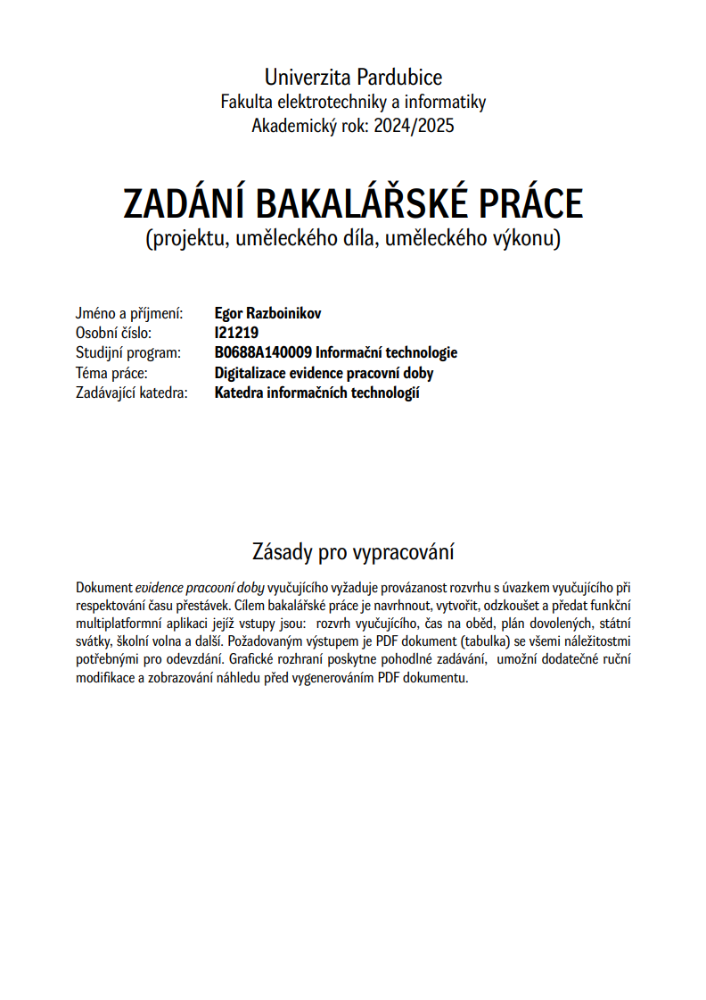 Univerzita Pardubice
Fakulta elektrotechniky a informatiky
Akademický rok: 2024/2025
ZADÁNÍ BAKALÁŘSKÉ PRÁCE
(projektu, uměleckého díla, uměleckého výkonu)
Jméno a příjmení: Egor Razboinikov
Osobní číslo: I21219
Studijní program: B0688A140009 Informační technologie
Téma práce: Digitalizace evidence pracovní doby
Zadávající katedra: Katedra informačních technologií
Zásady pro vypracování
Dokument evidence pracovní doby vyučujícího vyžaduje provázanost rozvrhu s úvazkem vyučujícího při
respektování času přestávek. Cílem bakalářské práce je navrhnout, vytvořit, odzkoušet a předat funkční
multiplatformní aplikaci jejíž vstupy jsou: rozvrh vyučujícího, čas na oběd, plán dovolených, státní
svátky, školní volna a další. Požadovaným výstupem je PDF dokument (tabulka) se všemi náležitostmi
potřebnými pro odevzdání. Grafické rozhraní poskytne pohodlné zadávání, umožní dodatečné ruční
modifikace a zobrazování náhledu před vygenerováním PDF dokumentu.